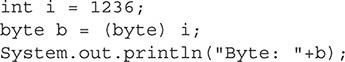 int i = 1236;
byte b = (byte) i;
System.out.println("Byte: "+b);